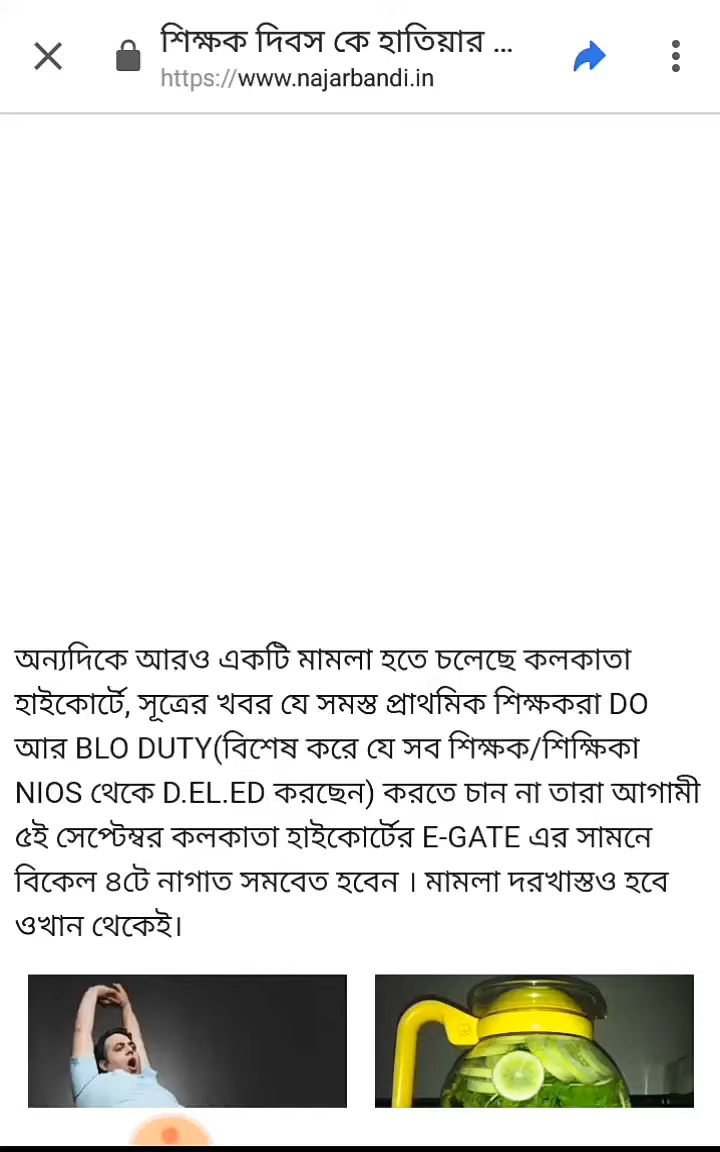 শিক্ষক দিবস কে হাতিয়ার ...
https://www.najarbandi.in
অন্যদিকে আরও একটি মামলা হতে চলেছে কলকাতা
হাইকোর্টে, সূত্রের খবর যে সমস্ত প্রাথমিক শিক্ষকরা DO
আর BLO DUTY(বিশেষ করে যে সব শিক্ষক/শিক্ষিকা
NIOS থেকে D.EL.ED করছেন) করতে চান না তারা আগামী
৫ই সেপ্টেম্বর কলকাতা হাইকোর্টের E-GATE এর সামনে
বিকেল ৪টে নাগাত সমবেত হবেন । মামলা দরখাস্তও হবে
ওখান থেকেই।